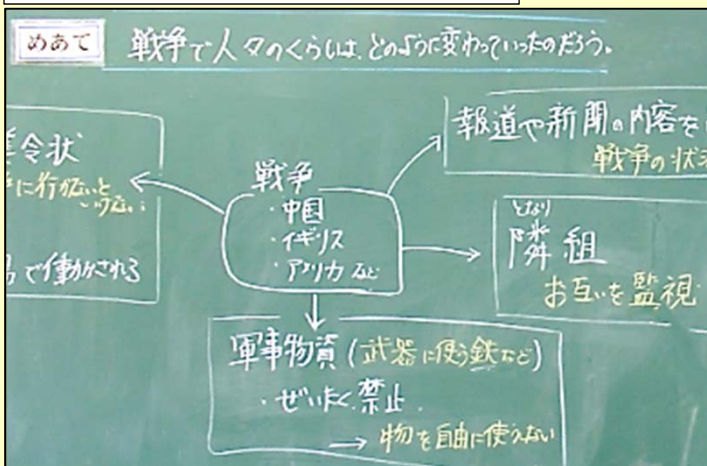 めあて 戦争で人々のくらしは、どのように変わっていったのだろう。
令状
に行かないと
いけない
で働かされる
戦争
・中国
・イギリス
・アメリカ など
報道や新聞の内容を
戦争の状
となり
隣組
お互いを監視
軍事物資(武器に使う鉄など)
・ぜいたく禁止
→ 物を自由に使えない